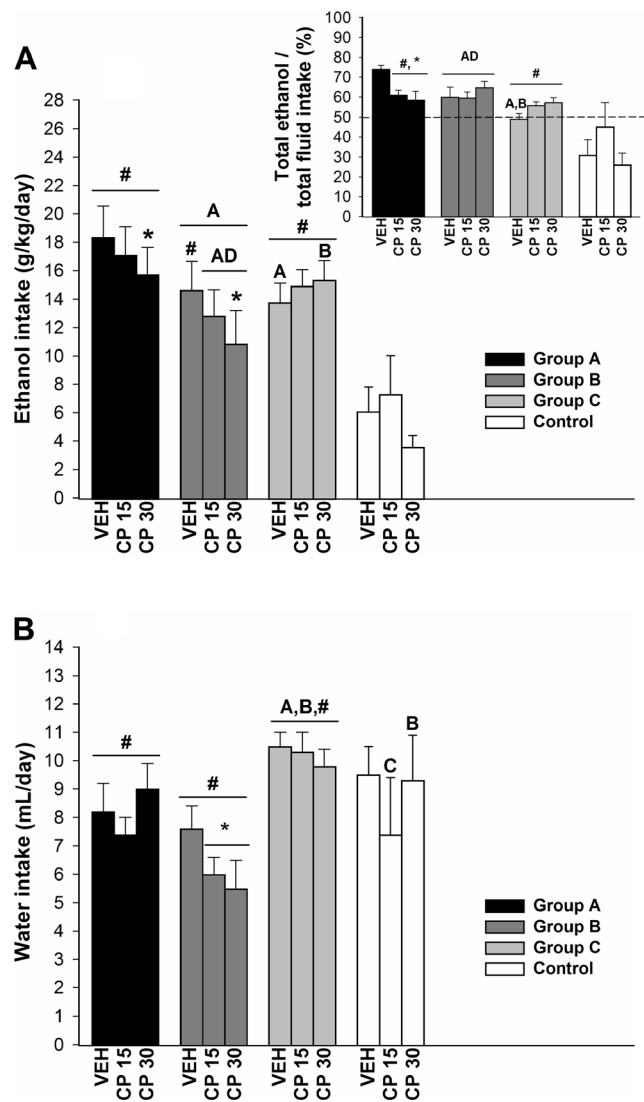 A
Total ethanol /
total fluid intake (%)
100
90
80
70
60
50
40
30
20
10
0
#, *
AD
#
A,B
VEH
CP 15
CP 30
VEH
CP 15
CP 30
VEH
CP 15
CP 30
VEH
CP 15
CP 30
Ethanol intake (g/kg/day)
28
26
24
22
20
18
16
14
12
10
8
6
4
2
0
#
*
A
#
AD
*
#
A
B
Group A
Group B
Group C
Control
VEH
CP 15
CP 30
VEH
CP 15
CP 30
VEH
CP 15
CP 30
VEH
CP 15
CP 30
B
Water intake (mL/day)
14
13
12
11
10
9
8
7
6
5
4
3
2
1
0
#
#
*
A,B,#
C
B
Group A
Group B
Group C
Control
VEH
CP 15
CP 30
VEH
CP 15
CP 30
VEH
CP 15
CP 30
VEH
CP 15
CP 30